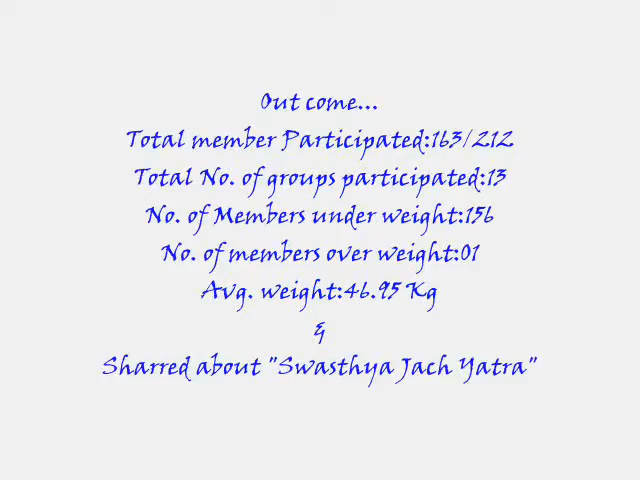 Out come...
Total member Participated:163/212
Total No. of groups participated:13
No. of Members under weight:156
No. of members over weight:01
Avg. weight:46.95 Kg
&
Sharred about "Swasthya Jach Yatra"